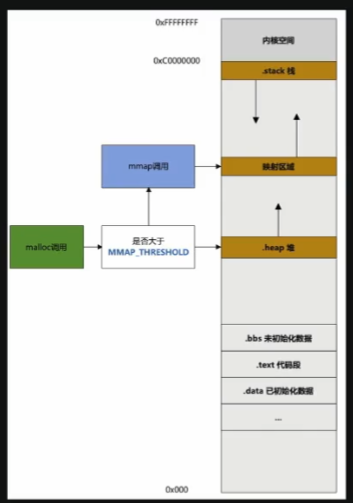 0xFFFFFFFF
内核空间
0xC0000000
.stack 栈
mmap调用
映射区域
malloc调用
是否大于
MMAP_THRESHOLD
.heap 堆
.bbs 未初始化数据
.text 代码段
.data 已初始化数据
...
0x000